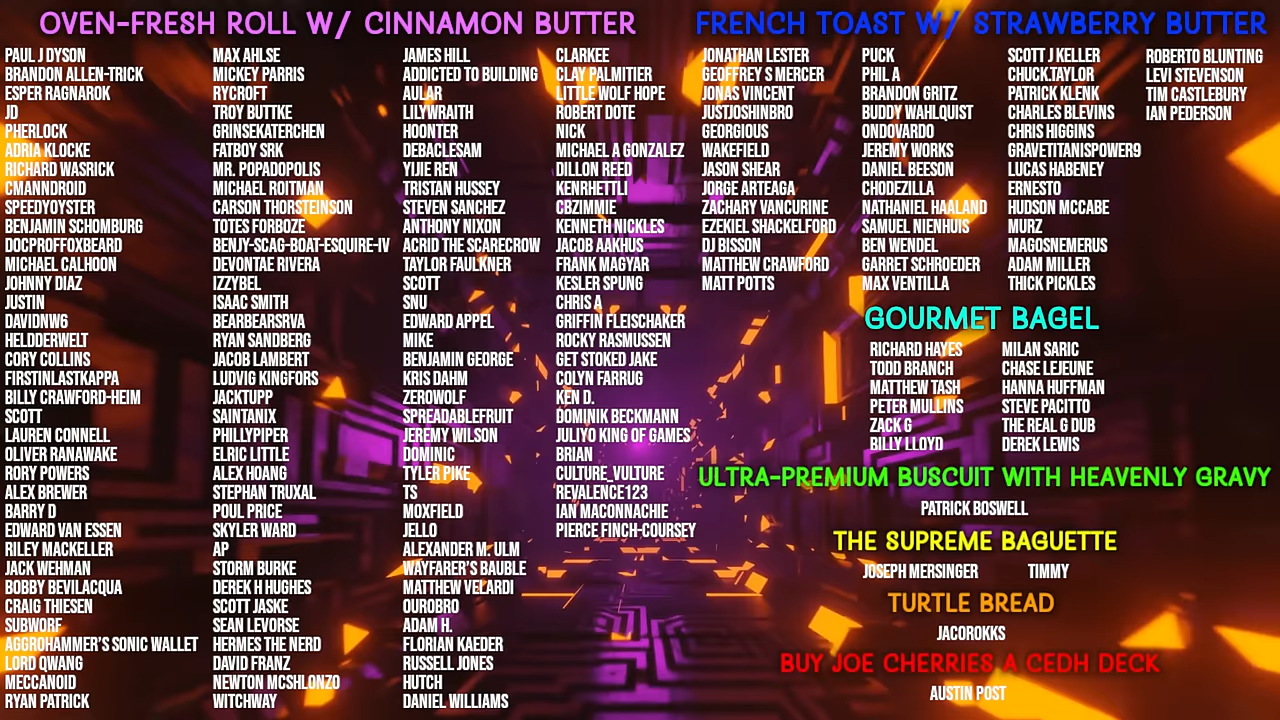 OVEN-FRESH ROLL W/ CINNAMON BUTTER
PAUL J DYSON
BRANDON ALLEN-TRICK
ESPER RAGNAROK
JD
PHERLOCK
ADRIA KLOCKE
RICHARD WASRICK
CMANNDROID
SPEEDYOYSTER
BENJAMIN SCHOMBURG
DOCPROFFOXBEARD
MICHAEL CALHOON
JOHNNY DIAZ
JUSTIN
DAVIDNW6
HELDDERWELT
CORY COLLINS
FIRSTINLASTKAPPA
BILLY CRAWFORD-HEIM
SCOTT
LAUREN CONNELL
OLIVER RANAWAKE
RORY POWERS
ALEX BREWER
BARRY D
EDWARD VAN ESSEN
RILEY MACKELLER
JACK WEHMAN
BOBBY BEVILACQUA
CRAIG THIESEN
SUBWORF
AGGROHAMMER'S SONIC WALLET
LORD QWANG
MECCANOID
RYAN PATRICK
MAX AHLSE
MICKEY PARRIS
RYCROFT
TROY BUTTKE
GRINSEKATERCHEN
FATBOY SRK
MR. POPADOPOLIS
MICHAEL ROITMAN
CARSON THORSTEINSON
TOTES FORBOZE
BENJY-SCAG-BOAT-ESQUIRE-IV
DEVONTAE RIVERA
IZZYBEL
ISAAC SMITH
BEARBEARSRVA
RYAN SANDBERG
JACOB LAMBERT
LUDVIG KINGFORS
JACKTUPP
SAINTANIX
PHILLYPIPER
ELRIC LITTLE
ALEX HOANG
STEPHAN TRUXAL
POUL PRICE
SKYLER WARD
AP
STORM BURKE
DEREK H HUGHES
SCOTT JASKE
SEAN LEVORSE
HERMES THE NERD
DAVID FRANZ
NEWTON MCSHLONZO
WITCHWAY
JAMES HILL
ADDICTED TO BUILDING
AULAR
LILYWRAITH
HOONTER
DEBACLESAM
YIJIE REN
TRISTAN HUSSEY
STEVEN SANCHEZ
ANTHONY NIXON
ACRID THE SCARECROW
TAYLOR FAULKNER
SCOTT
SNU
EDWARD APPEL
MIKE
BENJAMIN GEORGE
KRIS DAHM
ZEROWOLF
SPREADABLEFRUIT
JEREMY WILSON
DOMINIC
TYLER PIKE
TS
MOXFIELD
JELLO
ALEXANDER M. ULM
WAYFARER'S BAUBLE
MATTHEW VELARDI
OUROBRO
ADAM H.
FLORIAN KAEDER
RUSSELL JONES
HUTCH
DANIEL WILLIAMS
CLARKEE
CLAY PALMITIER
LITTLE WOLF HOPE
ROBERT DOTE
NICK
MICHAEL A GONZALEZ
DILLON REED
KENRHETTLI
CBZIMMIE
KENNETH NICKLES
JACOB AAKHUS
FRANK MAGYAR
KESLER SPUNG
CHRIS A
GRIFFIN FLEISCHAKER
ROCKY RASMUSSEN
GET STOKED JAKE
COLYN FARRUG
KEN D.
DOMINIK BECKMANN
JULIYO KING OF GAMES
BRIAN
CULTURE_VULTURE
REVALENCE123
IAN MACONNACHIE
PIERCE FINCH-COURSEY
FRENCH TOAST W/ STRAWBERRY BUTTER
JONATHAN LESTER
GEOFFREY S MERCER
JONAS VINCENT
JUSTJOSHINBRO
GEORGIOUS
WAKEFIELD
JASON SHEAR
JORGE ARTEAGA
ZACHARY VANCURINE
EZEKIEL SHACKELFORD
DJ BISSON
MATTHEW CRAWFORD
MATT POTTS
PUCK
PHIL A
BRANDON GRITZ
BUDDY WAHLQUIST
ONDOVARDO
JEREMY WORKS
DANIEL BEESON
CHODEZILLA
NATHANIEL HAALAND
SAMUEL NIENHUIS
BEN WENDEL
GARRET SCHROEDER
MAX VENTILLA
SCOTT J KELLER
CHUCK.TAYLOR
PATRICK KLENK
CHARLES BLEVINS
CHRIS HIGGINS
GRAVETITANISPOWER9
LUCAS HABENEY
ERNESTO
HUDSON MCCABE
MURZ
MAGOSNEMERUS
ADAM MILLER
THICK PICKLES
ROBERTO BLUNTING
LEVI STEVENSON
TIM CASTLEBURY
IAN PEDERSON
GOURMET BAGEL
RICHARD HAYES
TODD BRANCH
MATTHEW TASH
PETER MULLINS
ZACK G
BILLY LLOYD
MILAN SARIC
CHASE LEJEUNE
HANNA HUFFMAN
STEVE PACITTO
THE REAL G DUB
DEREK LEWIS
ULTRA-PREMIUM BUSCUIT WITH HEAVENLY GRAVY
PATRICK BOSWELL
THE SUPREME BAGUETTE
JOSEPH MERSINGER TIMMY
TURTLE BREAD
JACOROKKS
BUY JOE CHERRIES A CEDH DECK
AUSTIN POST